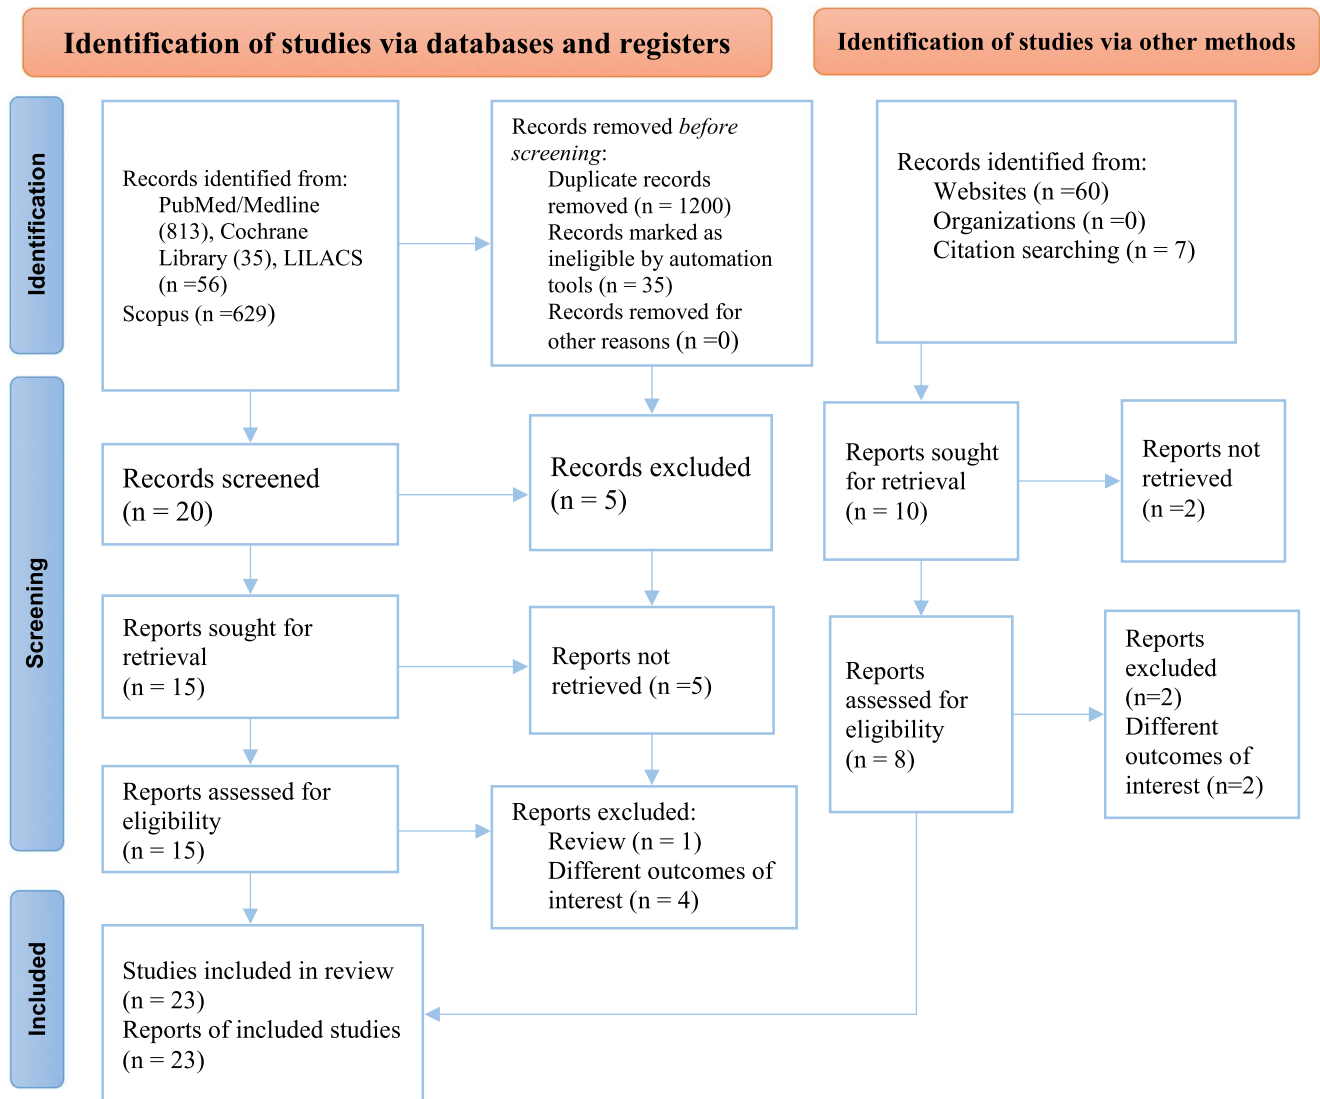 Identification of studies via databases and registers
Identification of studies via other methods
Identification
Records identified from:
PubMed/Medline
(813), Cochrane
Library (35), LILACS
(n =56)
Scopus (n =629)
Records removed before
screening:
Duplicate records
removed (n = 1200)
Records marked as
ineligible by automation
tools (n = 35)
Records removed for
other reasons (n =0)
Records identified from:
Websites (n =60)
Organizations (n =0)
Citation searching (n = 7)
Screening
Records screened
(n = 20)
Records excluded
(n = 5)
Reports sought
for retrieval
(n = 10)
Reports not
retrieved
(n =2)
Reports sought for
retrieval
(n = 15)
Reports not
retrieved (n =5)
Reports
assessed for
eligibility
(n = 8)
Reports
excluded
(n=2)
Different
outcomes of
interest (n=2)
Reports assessed for
eligibility
(n = 15)
Reports excluded:
Review (n = 1)
Different outcomes of
interest (n = 4)
Included
Studies included in review
(n = 23)
Reports of included studies
(n = 23)